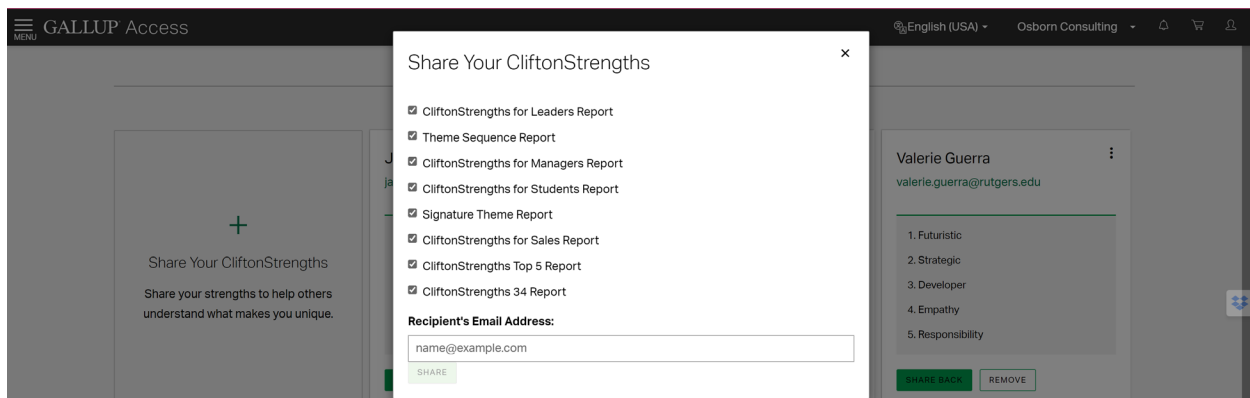 MENU GALLUP® Access English (USA) Osborn Consulting
Share Your CliftonStrengths
CliftonStrengths for Leaders Report
Theme Sequence Report
CliftonStrengths for Managers Report
CliftonStrengths for Students Report
Signature Theme Report
CliftonStrengths for Sales Report
CliftonStrengths Top 5 Report
CliftonStrengths 34 Report
Recipient's Email Address:
name@example.com
SHARE
Share Your CliftonStrengths
Share your strengths to help others
understand what makes you unique.
J
ja
Valerie Guerra
valerie.guerra@rutgers.edu
1. Futuristic
2. Strategic
3. Developer
4. Empathy
5. Responsibility
SHARE BACK REMOVE